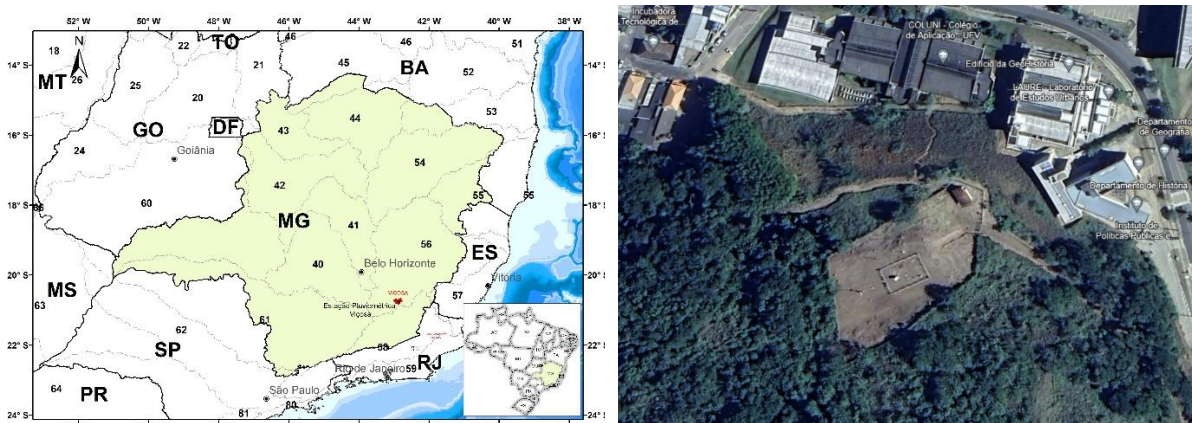 52° W 50° W 48° W 46° W 44° W 42° W 40° W 38° W
14° S
16° S
18° S
20° S
22° S
24° S
N
18
22
TO
46
46
51
MT
26
25
21
45
BA
52
20
53
GO
DF
43
44
24
Goiânia
54
42
55
55
60
MG
41
56
ES
40
Belo Horizonte
Vitória
MS
VIÇOSA
57
63
Estação Pluviométrica
Viçosa
61
62
SP
58
RJ
Rio de Janeiro
59
64
PR
São Paulo
80
81
Incubadora
Tecnológica de...
COLUNI - Colégio
de Aplicação - UFV
Edifício da GeoHistória
LAURB - Laboratório
de Estudos Urbanos
Departamento
de Geografia
Departamento de História
Instituto de
Políticas Públicas e...